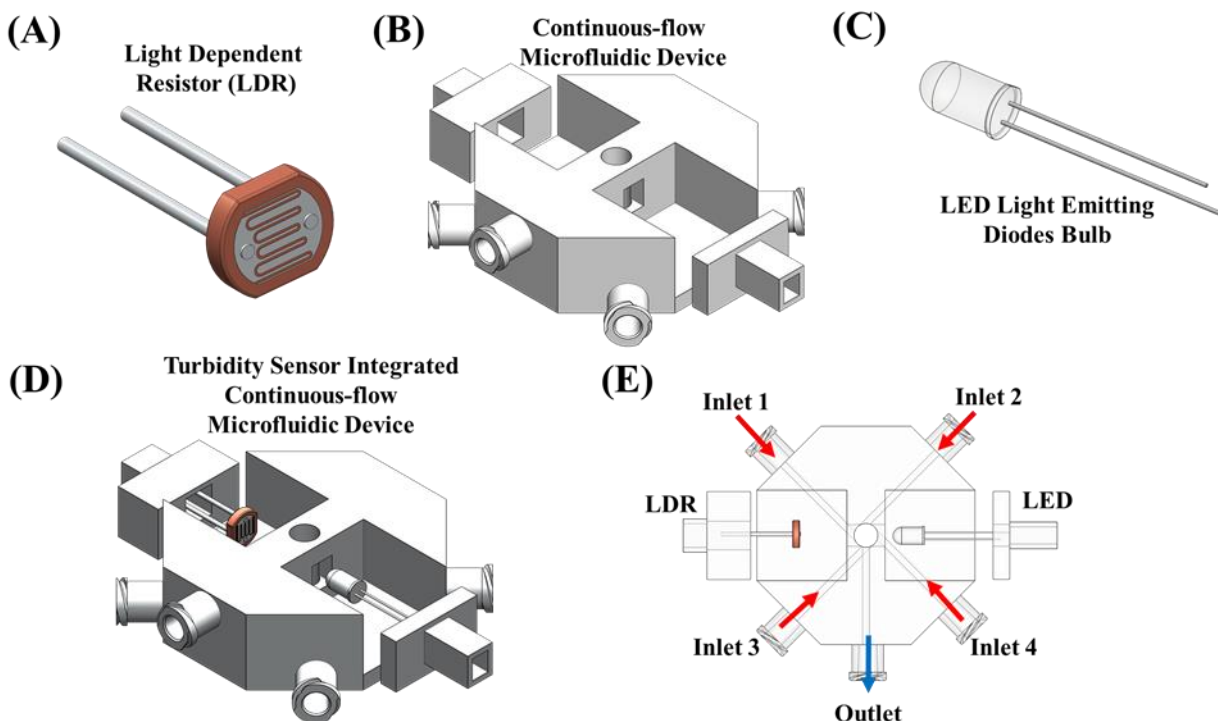 (A)
Light Dependent
Resistor (LDR)
(B)
Continuous-flow
Microfluidic Device
(C)
LED Light Emitting
Diodes Bulb
(D)
Turbidity Sensor Integrated
Continuous-flow
Microfluidic Device
(E)
Inlet 1
Inlet 2
LDR
LED
Inlet 3
Inlet 4
Outlet